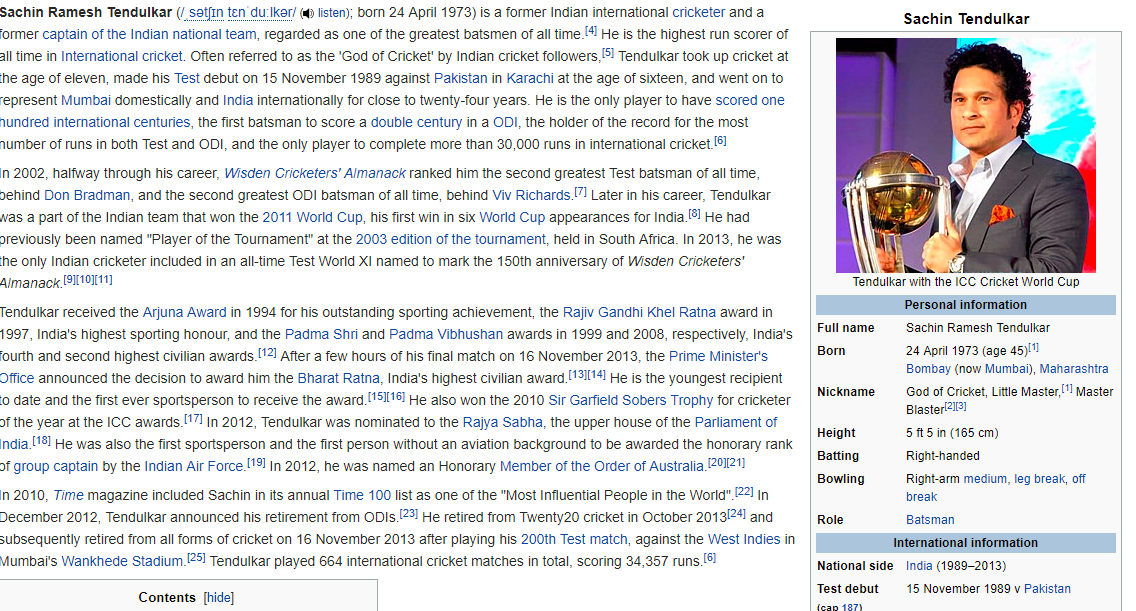 Sachin Ramesh Tendulkar (/ˌsətʃɪn tɛnˈduːlkər/ ( listen); born 24 April 1973) is a former Indian international cricketer and a
former captain of the Indian national team, regarded as one of the greatest batsmen of all time.[4] He is the highest run scorer of
all time in International cricket. Often referred to as the 'God of Cricket' by Indian cricket followers,[5] Tendulkar took up cricket at
the age of eleven, made his Test debut on 15 November 1989 against Pakistan in Karachi at the age of sixteen, and went on to
represent Mumbai domestically and India internationally for close to twenty-four years. He is the only player to have scored one
hundred international centuries, the first batsman to score a double century in a ODI, the holder of the record for the most
number of runs in both Test and ODI, and the only player to complete more than 30,000 runs in international cricket.[6]
In 2002, halfway through his career, Wisden Cricketers' Almanack ranked him the second greatest Test batsman of all time,
behind Don Bradman, and the second greatest ODI batsman of all time, behind Viv Richards.[7] Later in his career, Tendulkar
was a part of the Indian team that won the 2011 World Cup, his first win in six World Cup appearances for India.[8] He had
previously been named "Player of the Tournament" at the 2003 edition of the tournament, held in South Africa. In 2013, he was
the only Indian cricketer included in an all-time Test World XI named to mark the 150th anniversary of Wisden Cricketers'
Almanack.[9][10][11]
Tendulkar received the Arjuna Award in 1994 for his outstanding sporting achievement, the Rajiv Gandhi Khel Ratna award in
1997, India's highest sporting honour, and the Padma Shri and Padma Vibhushan awards in 1999 and 2008, respectively, India's
fourth and second highest civilian awards.[12] After a few hours of his final match on 16 November 2013, the Prime Minister's
Office announced the decision to award him the Bharat Ratna, India's highest civilian award.[13][14] He is the youngest recipient
to date and the first ever sportsperson to receive the award.[15][16] He also won the 2010 Sir Garfield Sobers Trophy for cricketer
of the year at the ICC awards.[17] In 2012, Tendulkar was nominated to the Rajya Sabha, the upper house of the Parliament of
India.[18] He was also the first sportsperson and the first person without an aviation background to be awarded the honorary rank
of group captain by the Indian Air Force.[19] In 2012, he was named an Honorary Member of the Order of Australia.[20][21]
In 2010, Time magazine included Sachin in its annual Time 100 list as one of the "Most Influential People in the World".[22] In
December 2012, Tendulkar announced his retirement from ODIs.[23] He retired from Twenty20 cricket in October 2013[24] and
subsequently retired from all forms of cricket on 16 November 2013 after playing his 200th Test match, against the West Indies in
Mumbai's Wankhede Stadium.[25] Tendulkar played 664 international cricket matches in total, scoring 34,357 runs.[6]
Contents [hide]
Sachin Tendulkar
Tendulkar with the ICC Cricket World Cup
Personal information
Full name Sachin Ramesh Tendulkar
Born 24 April 1973 (age 45)[1]
Bombay (now Mumbai), Maharashtra
Nickname God of Cricket, Little Master,[1] Master
Blaster[2][3]
Height 5 ft 5 in (165 cm)
Batting Right-handed
Bowling Right-arm medium, leg break, off
break
Role Batsman
International information
National side India (1989–2013)
Test debut 15 November 1989 v Pakistan
(cap 187)